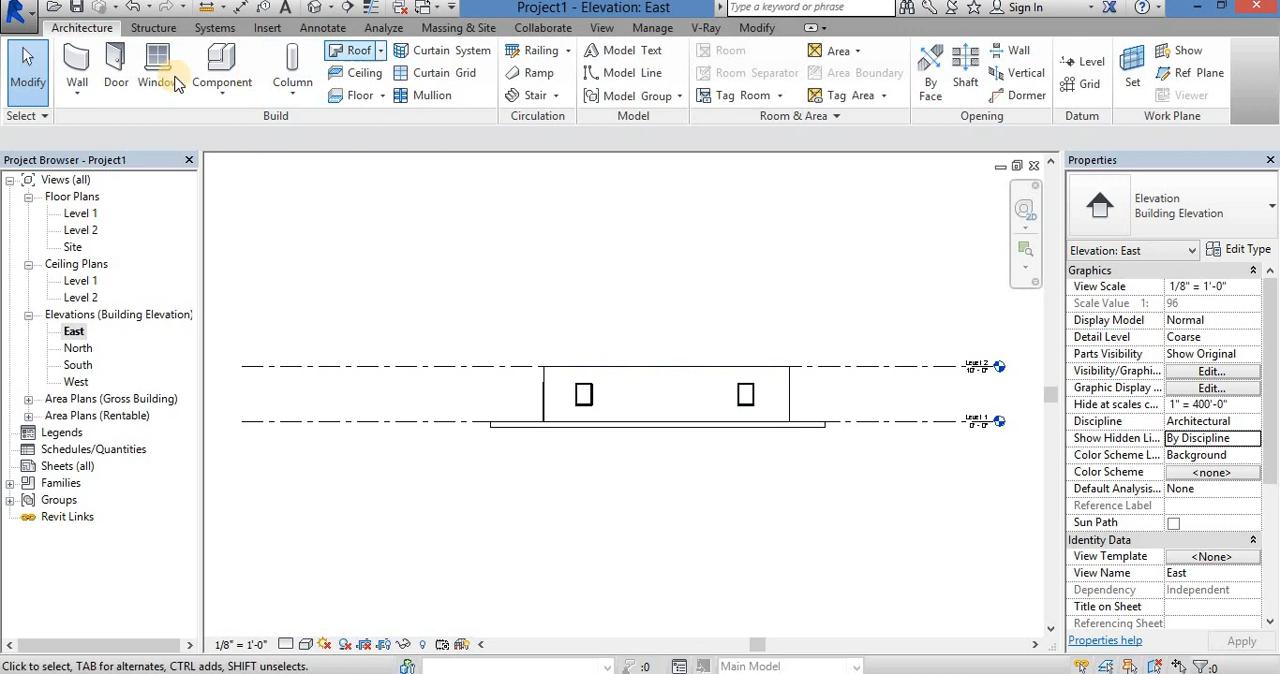 Project1 - Elevation: East
Type a keyword or phrase
Sign In
Architecture Structure Systems Insert Annotate Analyze Massing & Site Collaborate View Manage V-Ray Modify
Modify Wall Door Window Component Column
Roof Curtain System
Ceiling Curtain Grid
Floor Mullion
Railing Model Text Room Area
Ramp Model Line Room Separator Area Boundary
Stair Model Group Tag Room Tag Area
By Face Shaft
Wall
Vertical
Dormer
Level
Grid
Set
Show
Ref Plane
Viewer
Select Build Circulation Model Room & Area Opening Datum Work Plane
Project Browser - Project1
Views (all)
Floor Plans
Level 1
Level 2
Site
Ceiling Plans
Level 1
Level 2
Elevations (Building Elevation)
East
North
South
West
Area Plans (Gross Building)
Area Plans (Rentable)
Legends
Schedules/Quantities
Sheets (all)
Families
Groups
Revit Links
2D
Level 2
10' - 0"
Level 1
0' - 0"
Properties
Elevation
Building Elevation
Elevation: East Edit Type
Graphics
View Scale 1/8" = 1'-0"
Scale Value 1: 96
Display Model Normal
Detail Level Coarse
Parts Visibility Show Original
Visibility/Graphi... Edit...
Graphic Display ... Edit...
Hide at scales c... 1" = 400'-0"
Discipline Architectural
Show Hidden Li... By Discipline
Color Scheme L... Background
Color Scheme <none>
Default Analysis... None
Reference Label
Sun Path
Identity Data
View Template <None>
View Name East
Dependency Independent
Title on Sheet
Referencing Sheet
Properties help Apply
1/8" = 1'-0"
Click to select, TAB for alternates, CTRL adds, SHIFT unselects.
:0
Main Model
:0